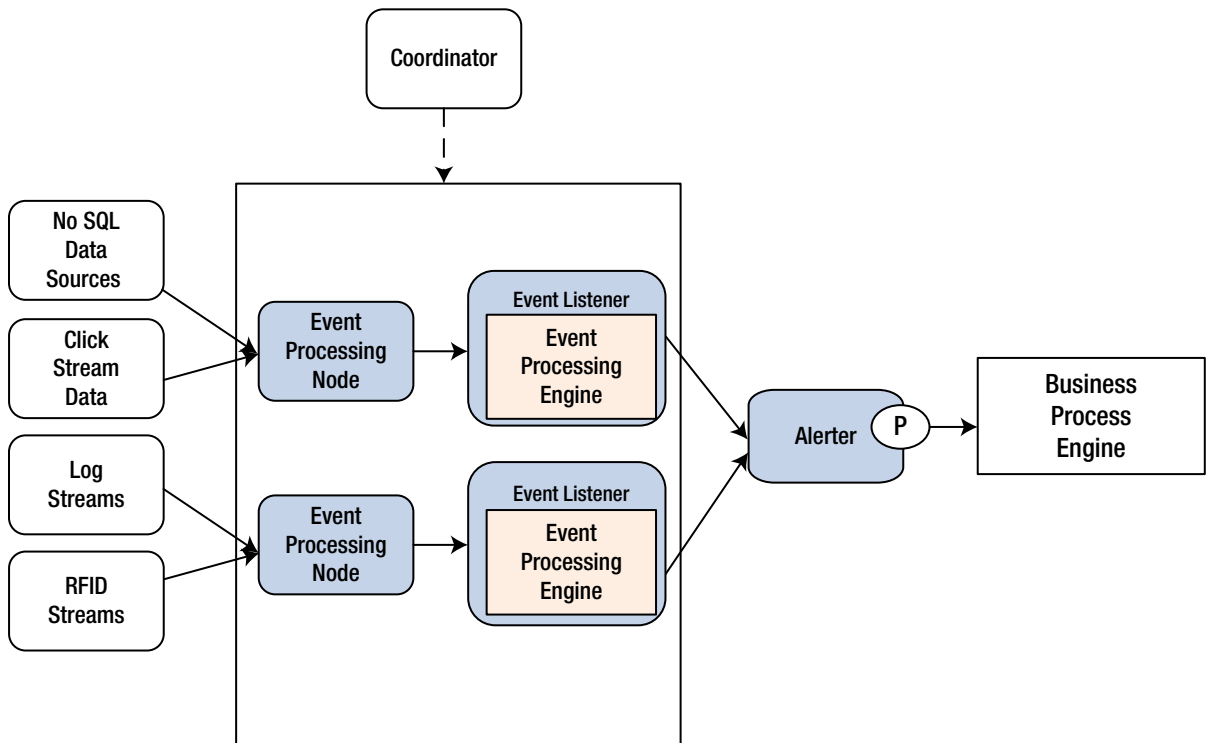 Coordinator
No SQL
Data
Sources
Click
Stream
Data
Log
Streams
RFID
Streams
Event
Processing
Node
Event Listener
Event
Processing
Engine
Event
Processing
Node
Event Listener
Event
Processing
Engine
Alerter
P
Business
Process
Engine